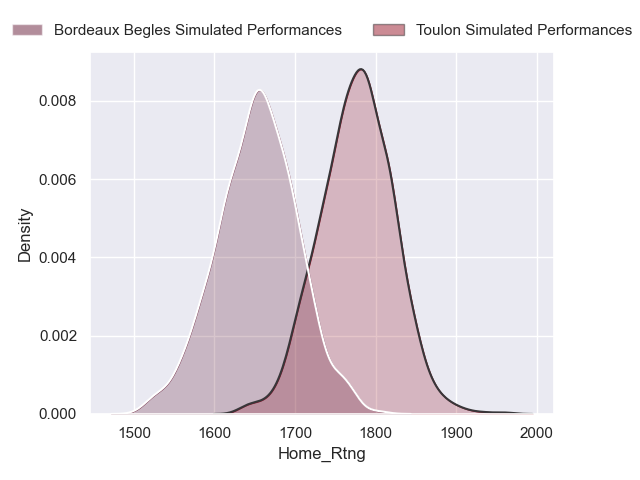 Bordeaux Begles Simulated Performances
Toulon Simulated Performances
Density
0.008
0.006
0.004
0.002
0.000
1500 1600 1700 1800 1900 2000
Home_Rtng